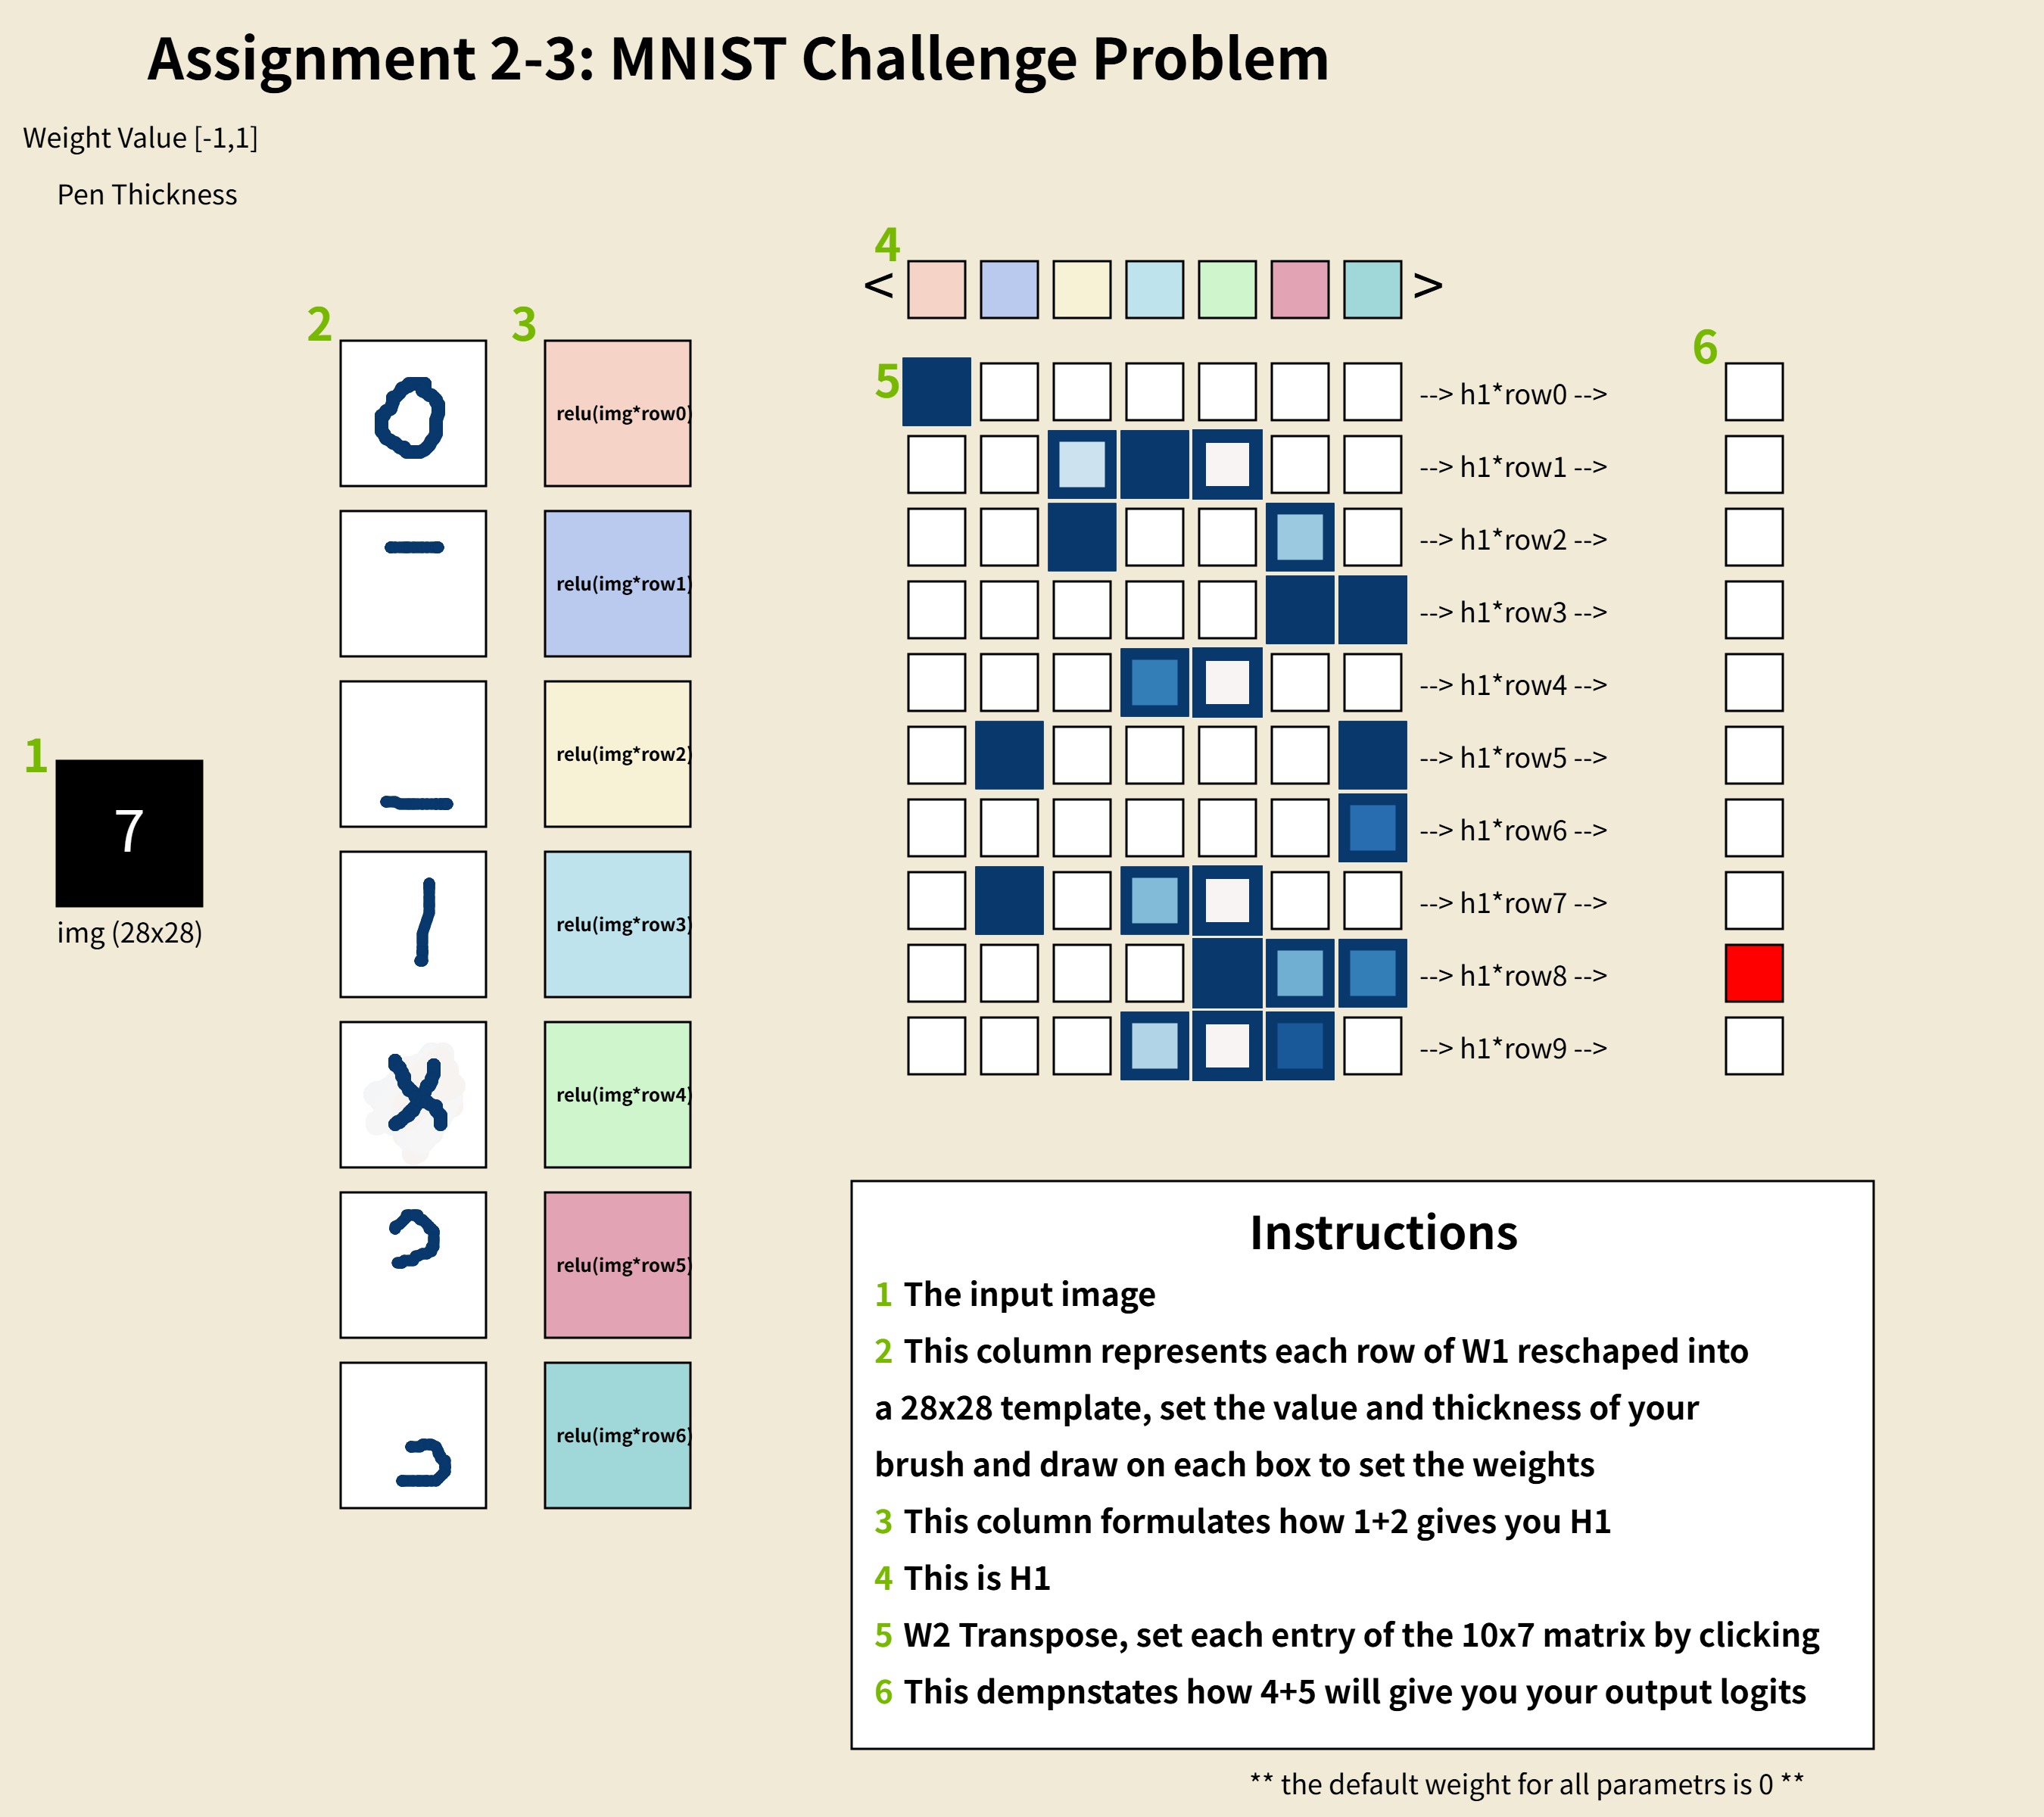 Assignment 2-3: MNIST Challenge Problem
Weight Value [-1,1]
Pen Thickness
4
< >
2 3
relu(img*row0)
relu(img*row1)
relu(img*row2)
relu(img*row3)
relu(img*row4)
relu(img*row5)
relu(img*row6)
1
7
img (28x28)
5 6
--> h1*row0 -->
--> h1*row1 -->
--> h1*row2 -->
--> h1*row3 -->
--> h1*row4 -->
--> h1*row5 -->
--> h1*row6 -->
--> h1*row7 -->
--> h1*row8 -->
--> h1*row9 -->
Instructions
1 The input image
2 This column represents each row of W1 reschaped into
a 28x28 template, set the value and thickness of your
brush and draw on each box to set the weights
3 This column formulates how 1+2 gives you H1
4 This is H1
5 W2 Transpose, set each entry of the 10x7 matrix by clicking
6 This dempnstates how 4+5 will give you your output logits
** the default weight for all parametrs is 0 **